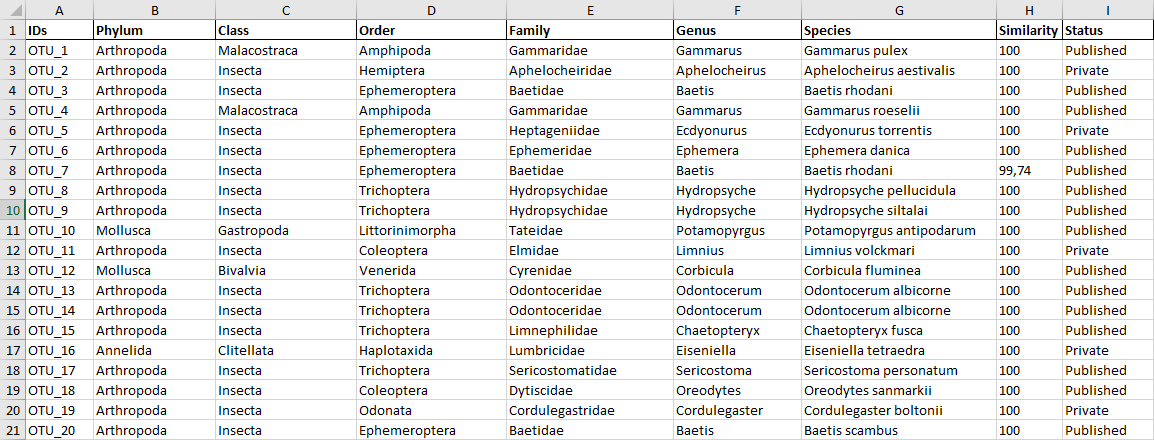 A B C D E F G H I
1 IDs Phylum Class Order Family Genus Species Similarity Status
2 OTU_1 Arthropoda Malacostraca Amphipoda Gammaridae Gammarus Gammarus pulex 100 Published
3 OTU_2 Arthropoda Insecta Hemiptera Aphelocheiridae Aphelocheirus Aphelocheirus aestivalis 100 Private
4 OTU_3 Arthropoda Insecta Ephemeroptera Baetidae Baetis Baetis rhodani 100 Published
5 OTU_4 Arthropoda Malacostraca Amphipoda Gammaridae Gammarus Gammarus roeselii 100 Published
6 OTU_5 Arthropoda Insecta Ephemeroptera Heptageniidae Ecdyonurus Ecdyonurus torrentis 100 Private
7 OTU_6 Arthropoda Insecta Ephemeroptera Ephemeridae Ephemera Ephemera danica 100 Published
8 OTU_7 Arthropoda Insecta Ephemeroptera Baetidae Baetis Baetis rhodani 99,74 Published
9 OTU_8 Arthropoda Insecta Trichoptera Hydropsychidae Hydropsyche Hydropsyche pellucidula 100 Published
10 OTU_9 Arthropoda Insecta Trichoptera Hydropsychidae Hydropsyche Hydropsyche siltalai 100 Published
11 OTU_10 Mollusca Gastropoda Littorinimorpha Tateidae Potamopyrgus Potamopyrgus antipodarum 100 Published
12 OTU_11 Arthropoda Insecta Coleoptera Elmidae Limnius Limnius volckmari 100 Private
13 OTU_12 Mollusca Bivalvia Venerida Cyrenidae Corbicula Corbicula fluminea 100 Published
14 OTU_13 Arthropoda Insecta Trichoptera Odontoceridae Odontocerum Odontocerum albicorne 100 Published
15 OTU_14 Arthropoda Insecta Trichoptera Odontoceridae Odontocerum Odontocerum albicorne 100 Published
16 OTU_15 Arthropoda Insecta Trichoptera Limnephilidae Chaetopteryx Chaetopteryx fusca 100 Published
17 OTU_16 Annelida Clitellata Haplotaxida Lumbricidae Eiseniella Eiseniella tetraedra 100 Private
18 OTU_17 Arthropoda Insecta Trichoptera Sericostomatidae Sericostoma Sericostoma personatum 100 Published
19 OTU_18 Arthropoda Insecta Coleoptera Dytiscidae Oreodytes Oreodytes sanmarkii 100 Published
20 OTU_19 Arthropoda Insecta Odonata Cordulegastridae Cordulegaster Cordulegaster boltonii 100 Private
21 OTU_20 Arthropoda Insecta Ephemeroptera Baetidae Baetis Baetis scambus 100 Published